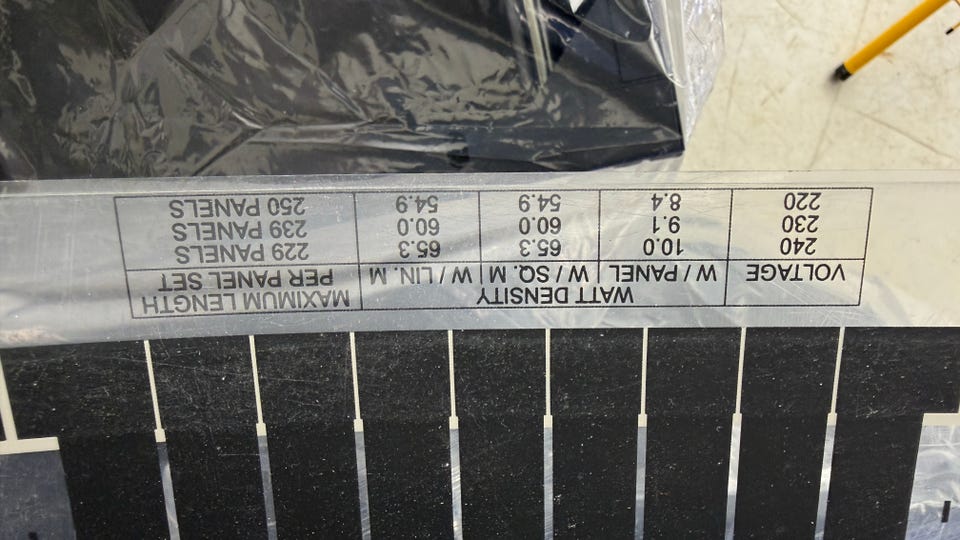 VOLTAGE WATT DENSITY MAXIMUM LENGTH PER PANEL SET
W / PANEL W / SQ. M W / LIN. M
240 10.0 65.3 65.3 229 PANELS
230 9.1 60.0 60.0 239 PANELS
220 8.4 54.9 54.9 250 PANELS